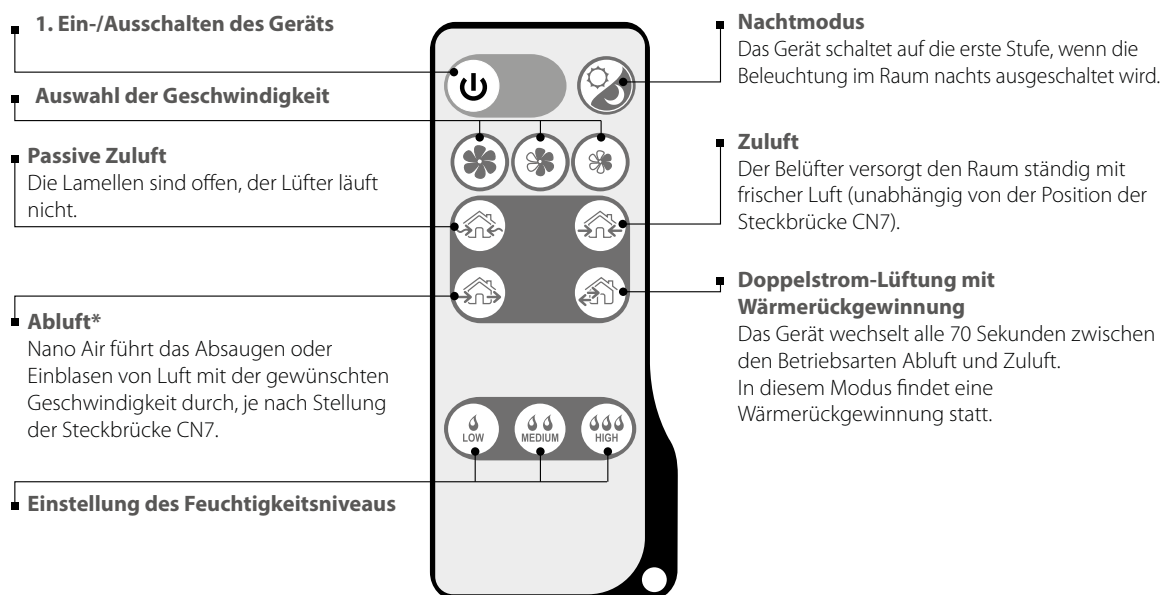 1. Ein-/Ausschalten des Geräts
Auswahl der Geschwindigkeit
Passive Zuluft
Die Lamellen sind offen, der Lüfter läuft
nicht.
Abluft*
Nano Air führt das Absaugen oder
Einblasen von Luft mit der gewünschten
Geschwindigkeit durch, je nach Stellung
der Steckbrücke CN7.
Einstellung des Feuchtigkeitsniveaus
LOW
MEDIUM
HIGH
Nachtmodus
Das Gerät schaltet auf die erste Stufe, wenn die
Beleuchtung im Raum nachts ausgeschaltet wird.
Zuluft
Der Belüfter versorgt den Raum ständig mit
frischer Luft (unabhängig von der Position der
Steckbrücke CN7).
Doppelstrom-Lüftung mit
Wärmerückgewinnung
Das Gerät wechselt alle 70 Sekunden zwischen
den Betriebsarten Abluft und Zuluft.
In diesem Modus findet eine
Wärmerückgewinnung statt.